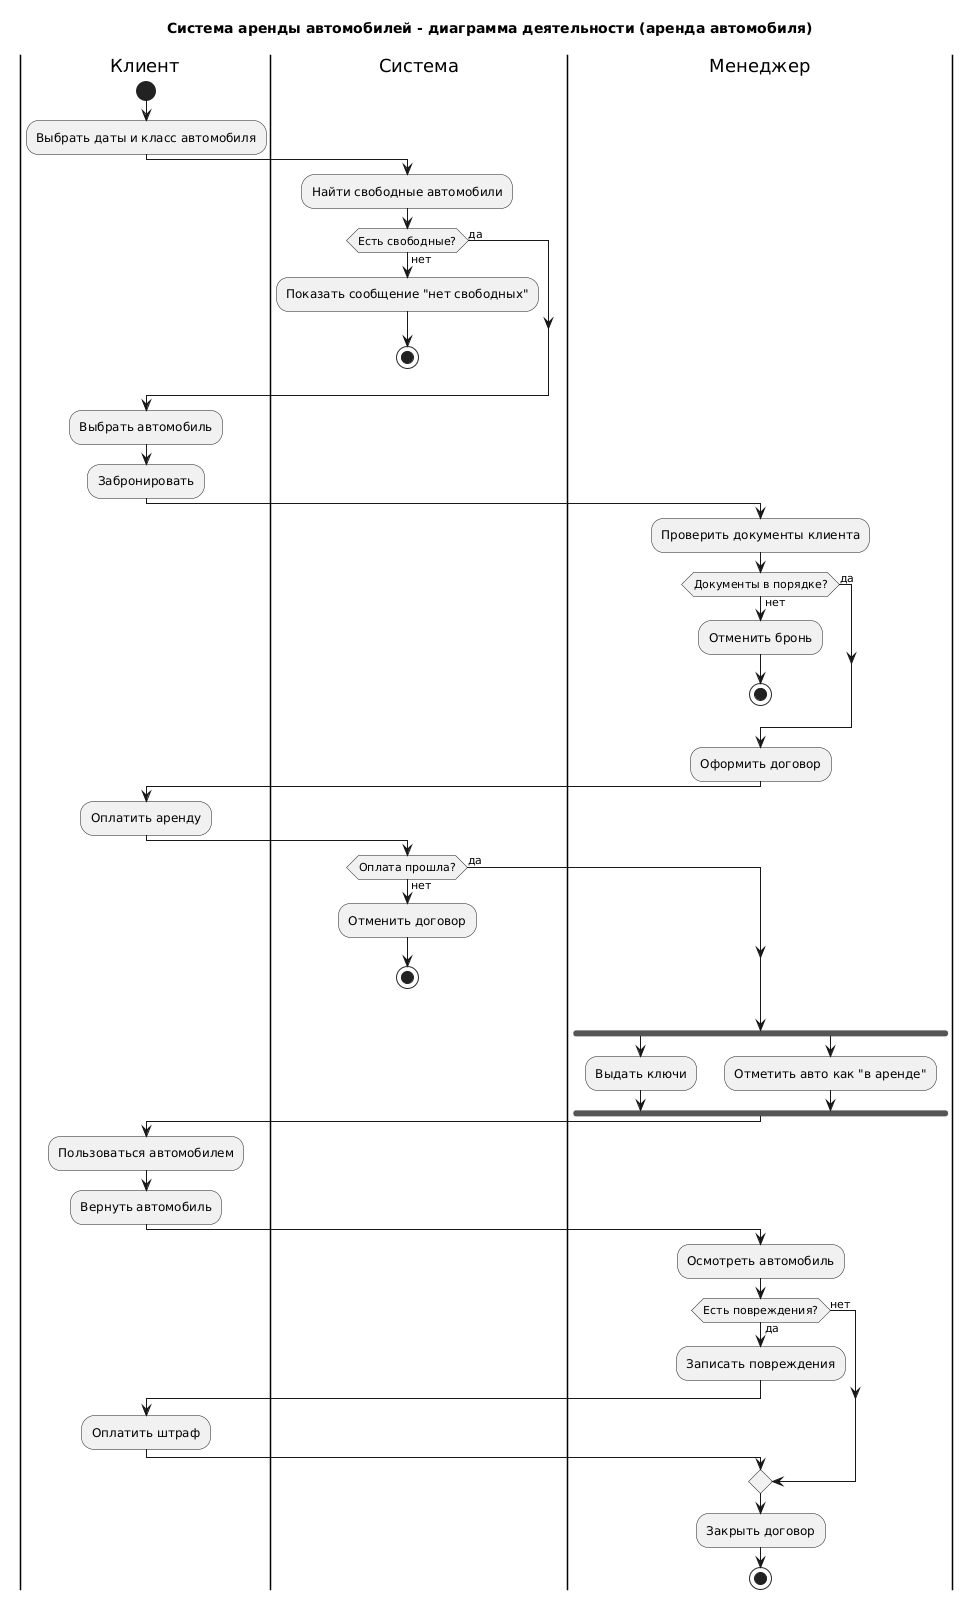 Система аренды автомобилей - диаграмма деятельности (аренда автомобиля)
Клиент
Система
Менеджер
Выбрать даты и класс автомобиля
Найти свободные автомобили
Есть свободные?
да
нет
Показать сообщение "нет свободных"
Выбрать автомобиль
Забронировать
Проверить документы клиента
Документы в порядке?
да
нет
Отменить бронь
Оформить договор
Оплатить аренду
Оплата прошла?
да
нет
Отменить договор
Выдать ключи
Отметить авто как "в аренде"
Пользоваться автомобилем
Вернуть автомобиль
Осмотреть автомобиль
Есть повреждения?
нет
да
Записать повреждения
Оплатить штраф
Закрыть договор